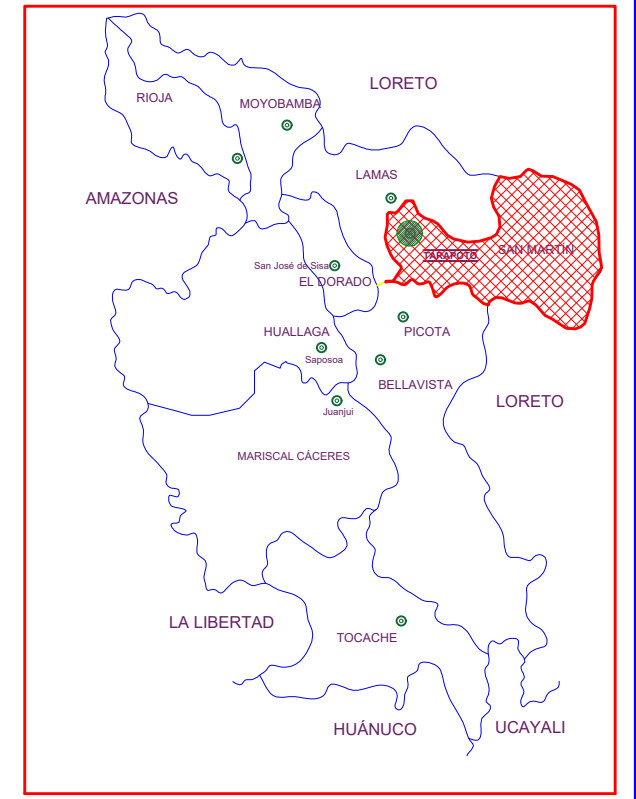 LORETO
RIOJA
MOYOBAMBA
LAMAS
AMAZONAS
TARAPOTO
SAN MARTÍN
San José de Sisa
EL DORADO
HUALLAGA
PICOTA
Saposoa
BELLAVISTA
LORETO
Juanjui
MARISCAL CÁCERES
LA LIBERTAD
TOCACHE
HUÁNUCO
UCAYALI